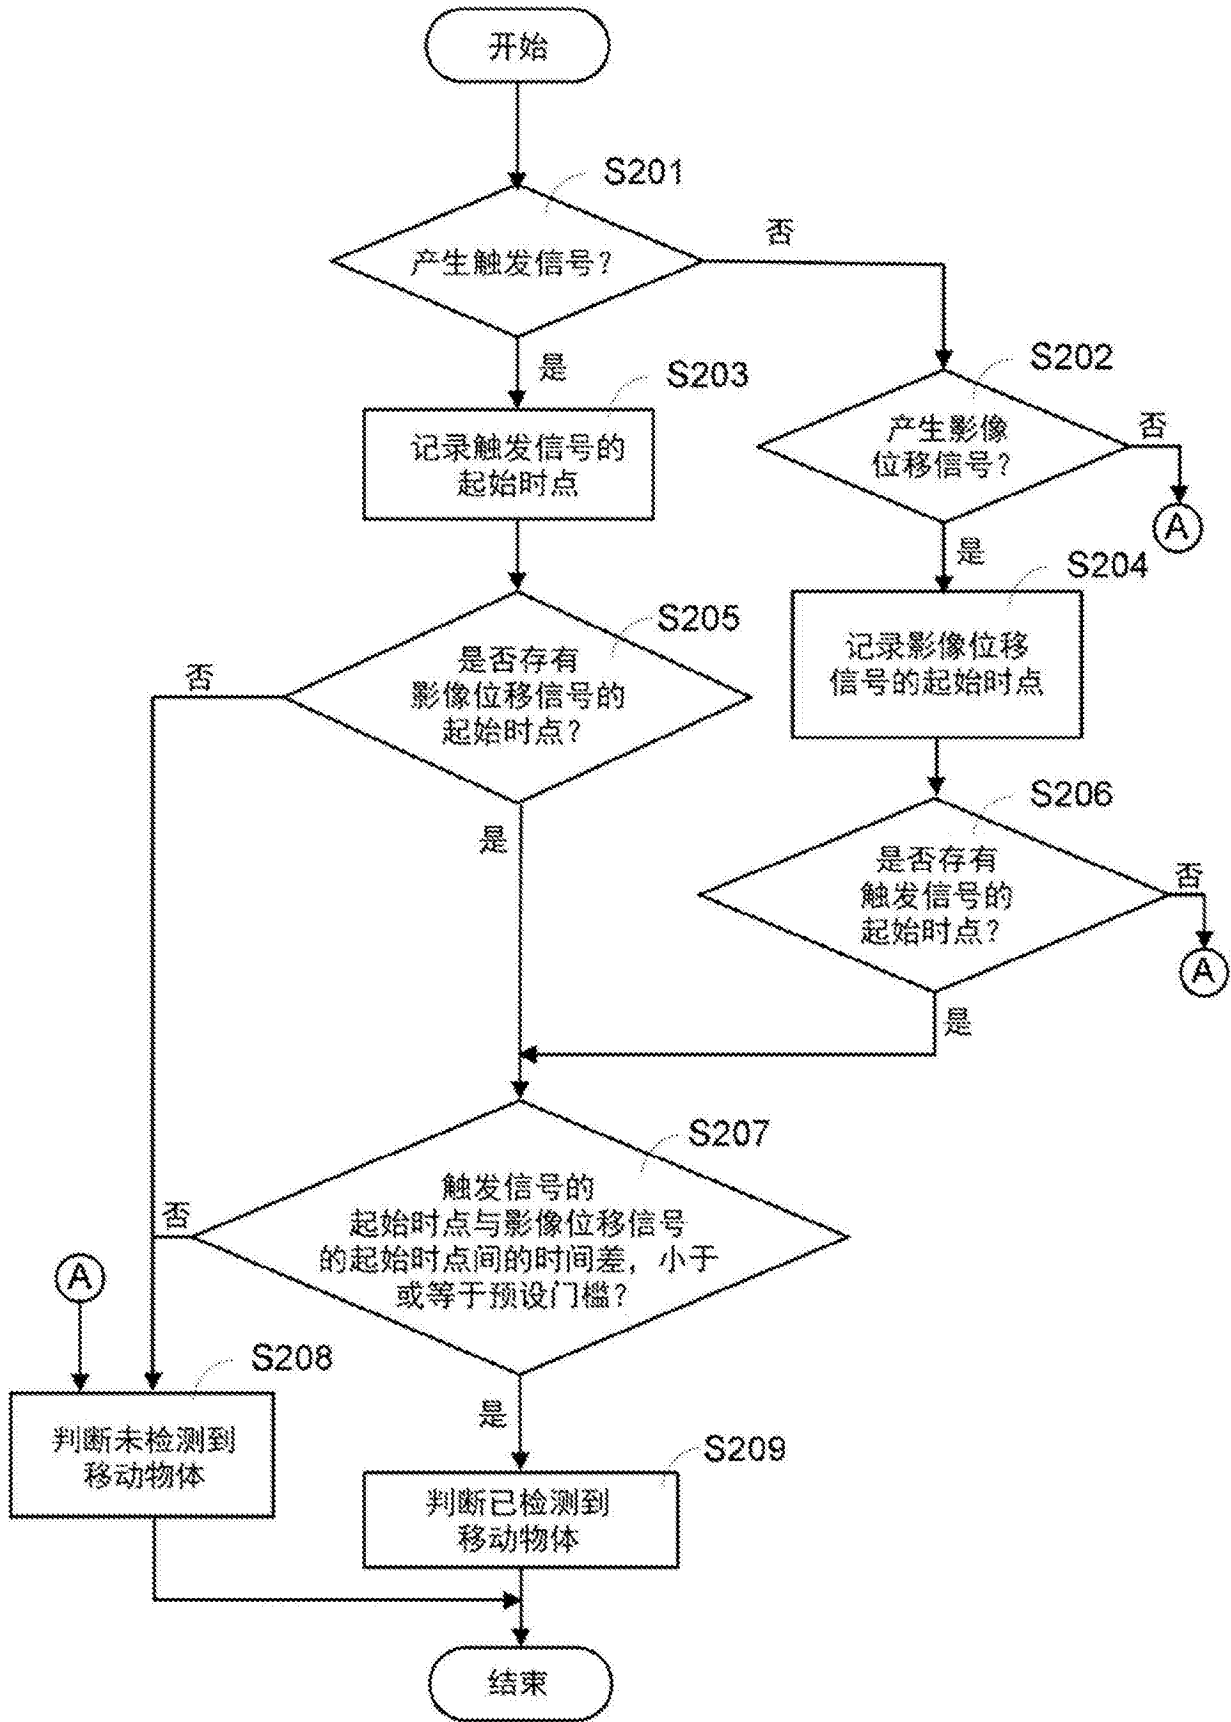 开始
S201
产生触发信号？
否
是
S203
S202
记录触发信号的
起始时点
产生影像
位移信号？
否
A
是
S204
S205
是否存有
影像位移信号的
起始时点？
否
记录影像位移
信号的起始时点
是
S206
是否存有
触发信号的
起始时点？
否
A
是
S207
触发信号的
起始时点与影像位移信号
的起始时点间的时间差，小于
或等于预设门槛？
否
A
S208
是
判断未检测到
移动物体
S209
判断已检测到
移动物体
结束